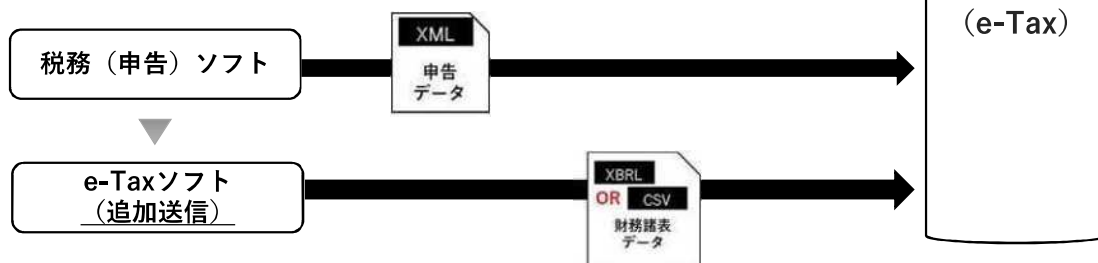 (e-Tax)
税務（申告）ソフト
XML
申告
データ
e-Taxソフト
（追加送信）
XBRL
OR CSV
財務諸表
データ